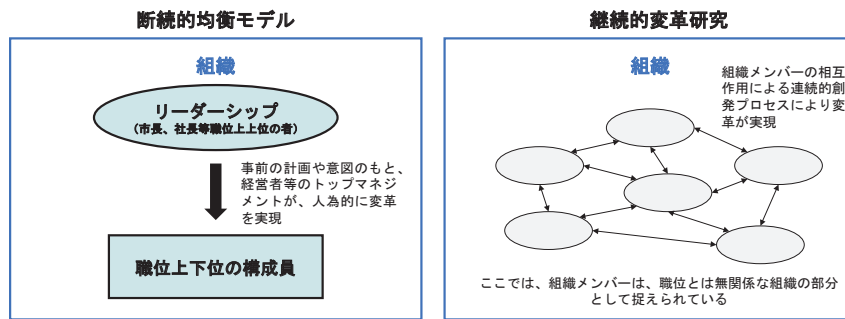 断続的均衡モデル
組織
リーダーシップ
（市長、社長等職位上上位の者）
事前の計画や意図のもと、
経営者等のトップマネジ
メントが、人為的に変革
を実現
職位上下位の構成員
継続的変革研究
組織
組織メンバーの相互
作用による連続的創
発プロセスにより変
革が実現
ここでは、組織メンバーは、職位とは無関係な組織の部分
として捉えられている